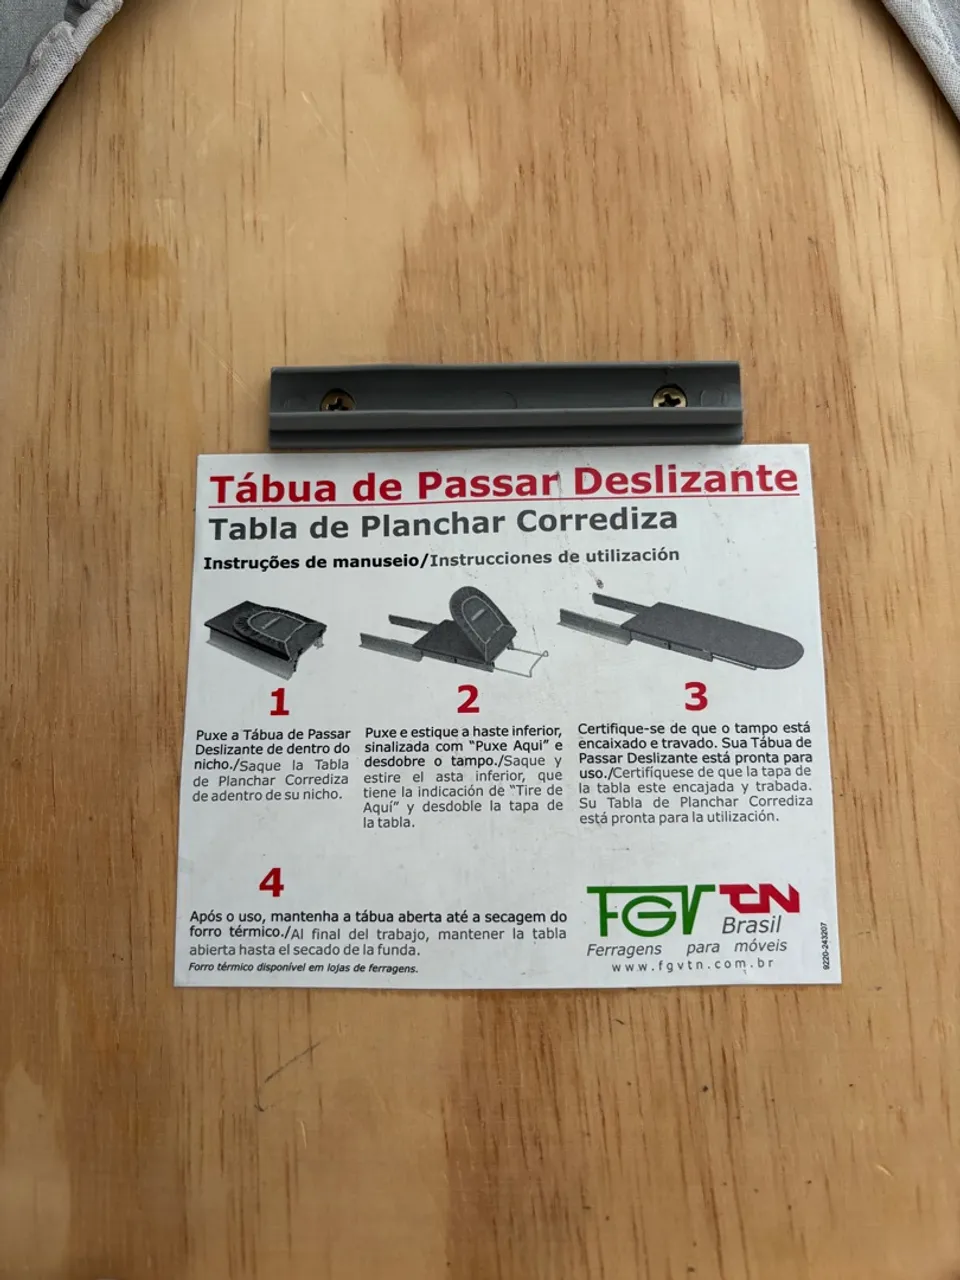 Tábua de Passar Deslizante
Tabla de Planchar Corrediza
Instruções de manuseio/Instrucciones de utilización
1
Puxe a Tábua de Passar
Deslizante de dentro do
nicho./Saque la Tabla
de Planchar Corrediza
de adentro de su nicho.
2
Puxe e estique a haste inferior,
sinalizada com “Puxe Aqui” e
desdobre o tampo./Saque y
estire el asta inferior, que
tiene la indicación de “Tire de
Aquí” y desdoble la tapa de
la tabla.
3
Certifique-se de que o tampo está
encaixado e travado. Sua Tábua de
Passar Deslizante está pronta para
uso./Certifíquese de que la tapa de
la tabla este encajada y trabada.
Su Tabla de Planchar Corrediza
está pronta para la utilización.
4
Após o uso, mantenha a tábua aberta até a secagem do
forro térmico./Al final del trabajo, mantener la tabla
abierta hasta el secado de la funda.
Forro térmico disponível em lojas de ferragens.
FGV TN
Brasil
Ferragens para móveis
www.fgvtn.com.br
9220-243207